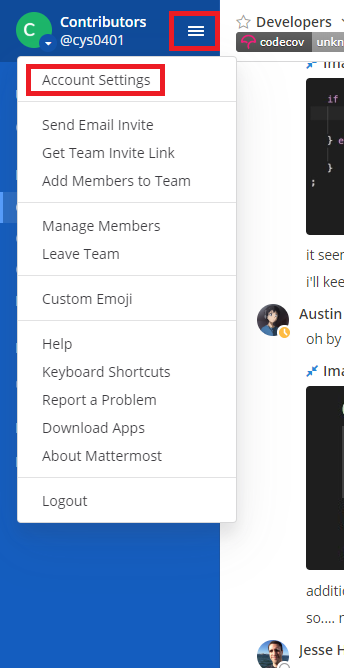 C
Contributors
@cys0401
Account Settings
Send Email Invite
Get Team Invite Link
Add Members to Team
Manage Members
Leave Team
Custom Emoji
Help
Keyboard Shortcuts
Report a Problem
Download Apps
About Mattermost
Logout
Developers
codecov unkn
Ima
if
} e
}
;
it seem
i'll kee
Austin
oh by
Ima
additi
so.... r
Jesse H